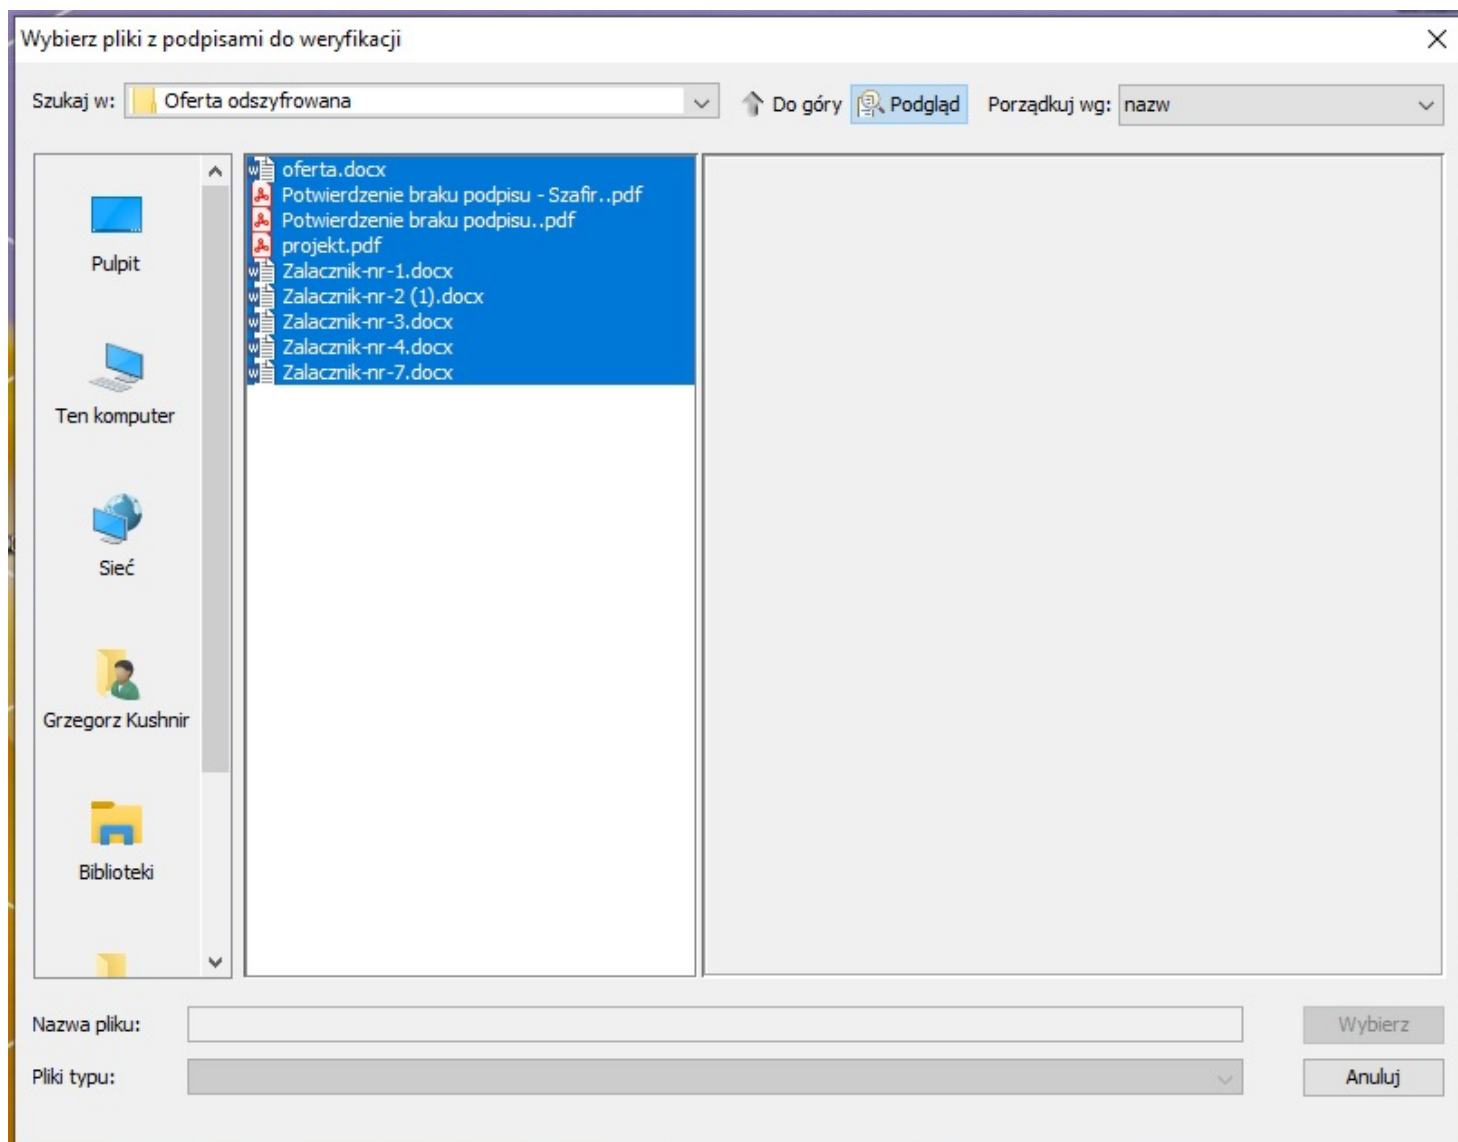 Wybierz pliki z podpisami do weryfikacji
Szukaj w: Oferta odszyfrowana Do góry Podgląd Porządkuj wg: nazw
oferta.docx
Potwierdzenie braku podpisu - Szafir..pdf
Potwierdzenie braku podpisu..pdf
projekt.pdf
Zalacznik-nr-1.docx
Zalacznik-nr-2 (1).docx
Zalacznik-nr-3.docx
Zalacznik-nr-4.docx
Zalacznik-nr-7.docx
Pulpit
Ten komputer
Sieć
Grzegorz Kushnir
Biblioteki
Nazwa pliku: Wybierz
Pliki typu: Anuluj